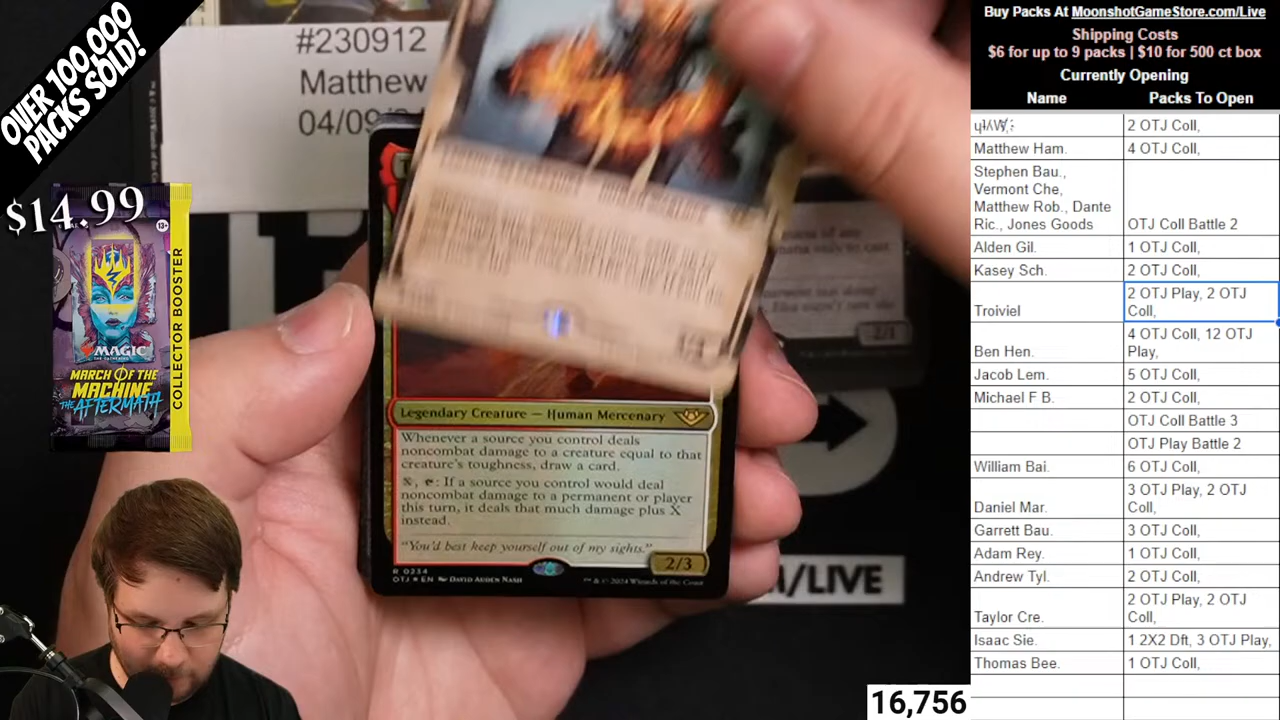 OVER 100,000
PACKS SOLD!
#230912
Matthew
04/09
$14.99
13+
MAGIC
THE GATHERING
MARCH OF THE
MACHINE
THE AFTERMATH
COLLECTOR BOOSTER
Legendary Creature — Human Mercenary
Whenever a source you control deals
noncombat damage to a creature equal to that
creature's toughness, draw a card.
X, : If a source you control would deal
noncombat damage to a permanent or player
this turn, it deals that much damage plus X
instead.
"You'd best keep yourself out of my sights."
2/3
R 0234
OTJ EN DAVID AUDEN NASH
™ & © 2024 Wizards of the Coast
mana of any
2/1
/LIVE
16,756
Buy Packs At MoonshotGameStore.com/Live
Shipping Costs
$6 for up to 9 packs | $10 for 500 ct box
Currently Opening
Name Packs To Open
2 OTJ Coll,
Matthew Ham. 4 OTJ Coll,
Stephen Bau.,
Vermont Che,
Matthew Rob., Dante
Ric., Jones Goods OTJ Coll Battle 2
Alden Gil. 1 OTJ Coll,
Kasey Sch. 2 OTJ Coll,
Troiviel 2 OTJ Play, 2 OTJ
Coll,
Ben Hen. 4 OTJ Coll, 12 OTJ
Play,
Jacob Lem. 5 OTJ Coll,
Michael F B. 2 OTJ Coll,
OTJ Coll Battle 3
OTJ Play Battle 2
William Bai. 6 OTJ Coll,
Daniel Mar. 3 OTJ Play, 2 OTJ
Coll,
Garrett Bau. 3 OTJ Coll,
Adam Rey. 1 OTJ Coll,
Andrew Tyl. 2 OTJ Coll,
Taylor Cre. 2 OTJ Play, 2 OTJ
Coll,
Isaac Sie. 1 2X2 Dft, 3 OTJ Play,
Thomas Bee. 1 OTJ Coll,